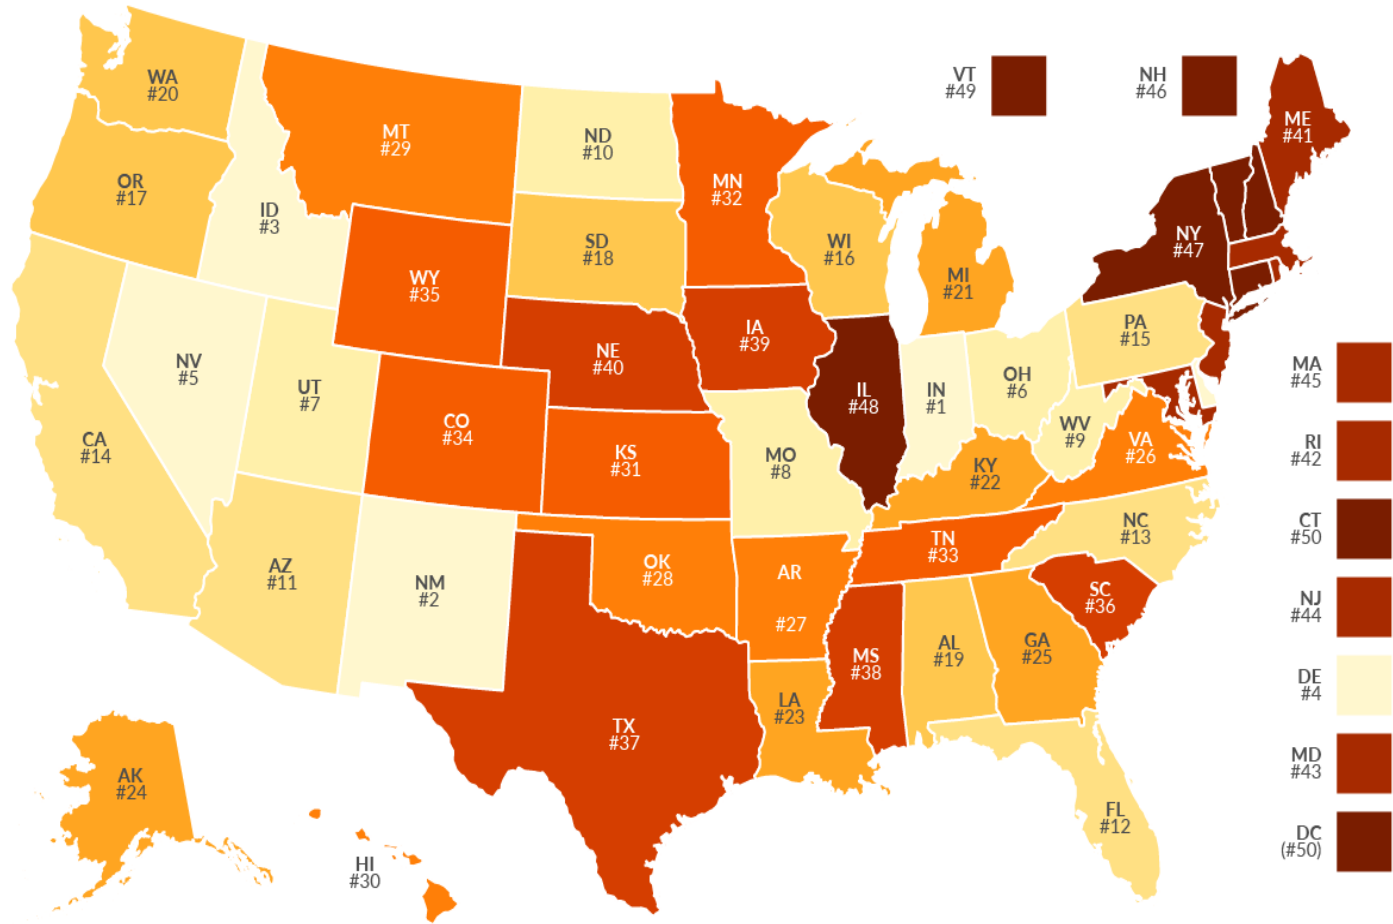 WA
#20
OR
#17
CA
#14
ID
#3
NV
#5
MT
#29
WY
#35
UT
#7
AZ
#11
CO
#34
NM
#2
ND
#10
SD
#18
NE
#40
KS
#31
OK
#28
TX
#37
MN
#32
IA
#39
MO
#8
AR
#27
LA
#23
WI
#16
IL
#48
MI
#21
IN
#1
OH
#6
KY
#22
TN
#33
MS
#38
AL
#19
GA
#25
FL
#12
SC
#36
NC
#13
VA
#26
WV
#9
PA
#15
NY
#47
ME
#41
VT
#49
NH
#46
MA
#45
RI
#42
CT
#50
NJ
#44
DE
#4
MD
#43
DC
(#50)
AK
#24
HI
#30